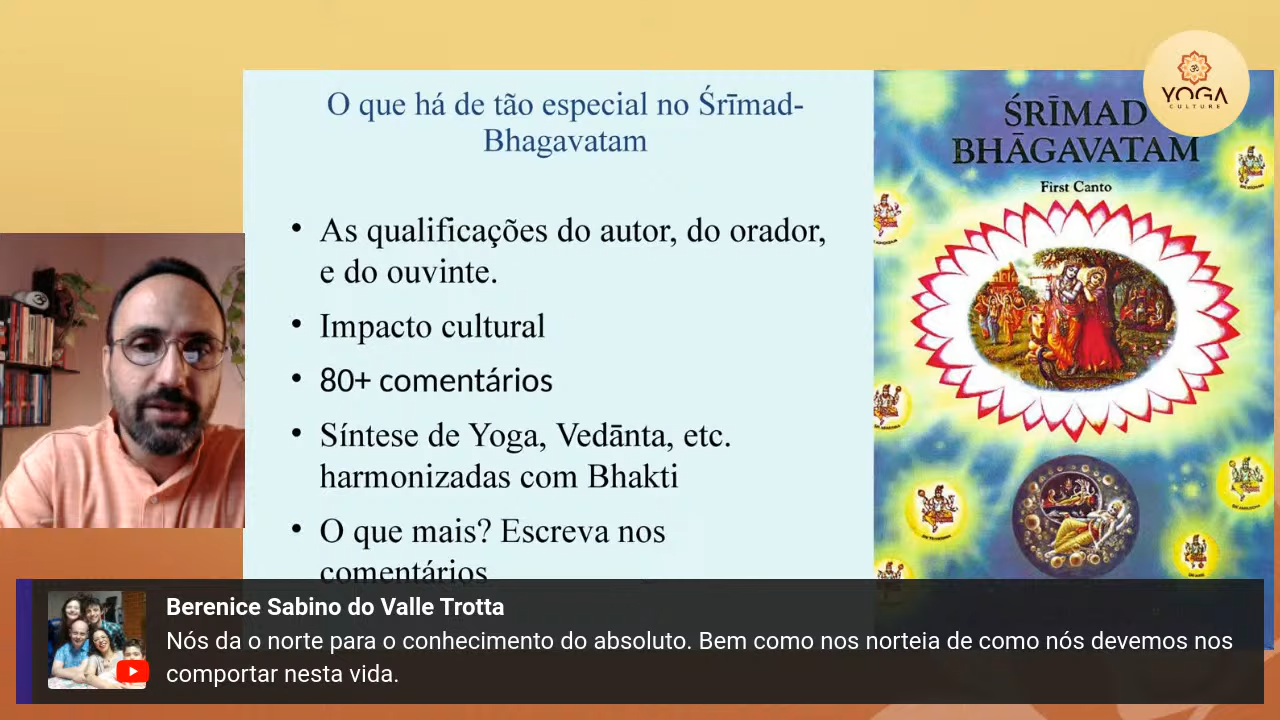 O que há de tão especial no Śrīmad-
Bhagavatam
• As qualificações do autor, do orador,
e do ouvinte.
• Impacto cultural
• 80+ comentários
• Síntese de Yoga, Vedānta, etc.
harmonizadas com Bhakti
• O que mais? Escreva nos
comentários
ŚRĪMAD
BHĀGAVATAM
First Canto
YOGA
CULTURE
Berenice Sabino do Valle Trotta
Nós da o norte para o conhecimento do absoluto. Bem como nos norteia de como nós devemos nos
comportar nesta vida.